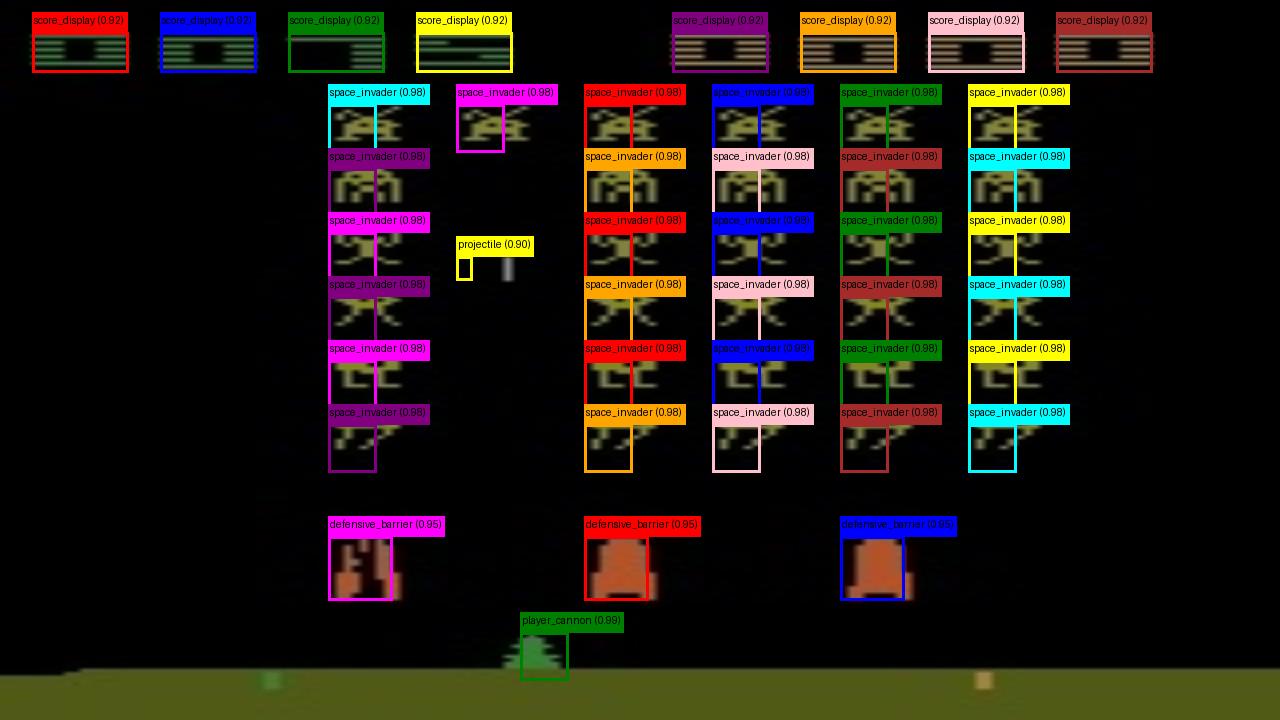 score_display (0.92) score_display (0.92) score_display (0.92) score_display (0.92) score_display (0.92) score_display (0.92) score_display (0.92) score_display (0.92)
space_invader (0.98) space_invader (0.98) space_invader (0.98) space_invader (0.98) space_invader (0.98) space_invader (0.98)
space_invader (0.98) space_invader (0.98) space_invader (0.98) space_invader (0.98) space_invader (0.98)
space_invader (0.98) space_invader (0.98) space_invader (0.98) space_invader (0.98) space_invader (0.98)
projectile (0.90)
space_invader (0.98) space_invader (0.98) space_invader (0.98) space_invader (0.98) space_invader (0.98)
space_invader (0.98) space_invader (0.98) space_invader (0.98) space_invader (0.98) space_invader (0.98)
space_invader (0.98) space_invader (0.98) space_invader (0.98) space_invader (0.98) space_invader (0.98)
defensive_barrier (0.95) defensive_barrier (0.95) defensive_barrier (0.95)
player_cannon (0.99)